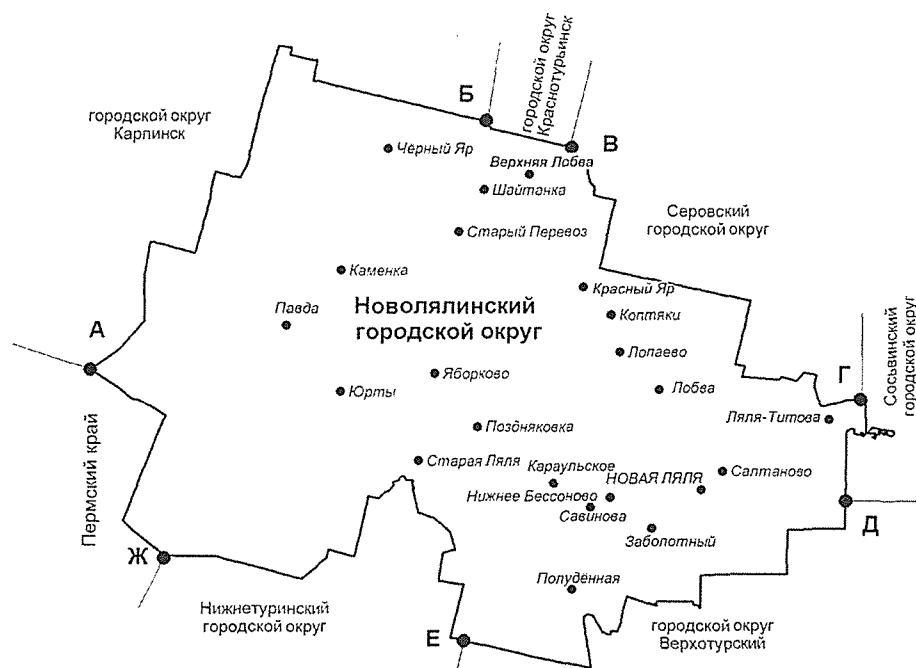 городской округ
Краснотурьинск
Б
городской округ
Карпинск
В
Черный Яр
Верхняя Лобва
Шайтанка
Серовский
городской округ
Старый Перевоз
Каменка
Красный Яр
Павда
Новолялинский
городской округ
Коптяки
А
Лопаево
Сосьвинский
городской округ
Яборково
Г
Юрты
Лобва
Ляля-Титова
Поздняковка
Пермский край
Старая Ляля
Караульское
НОВАЯ ЛЯЛЯ
Салтаново
Нижнее Бессоново
Савинова
Д
Заболотный
Ж
Полудённая
Нижнетуринский
городской округ
Е
городской округ
Верхотурский